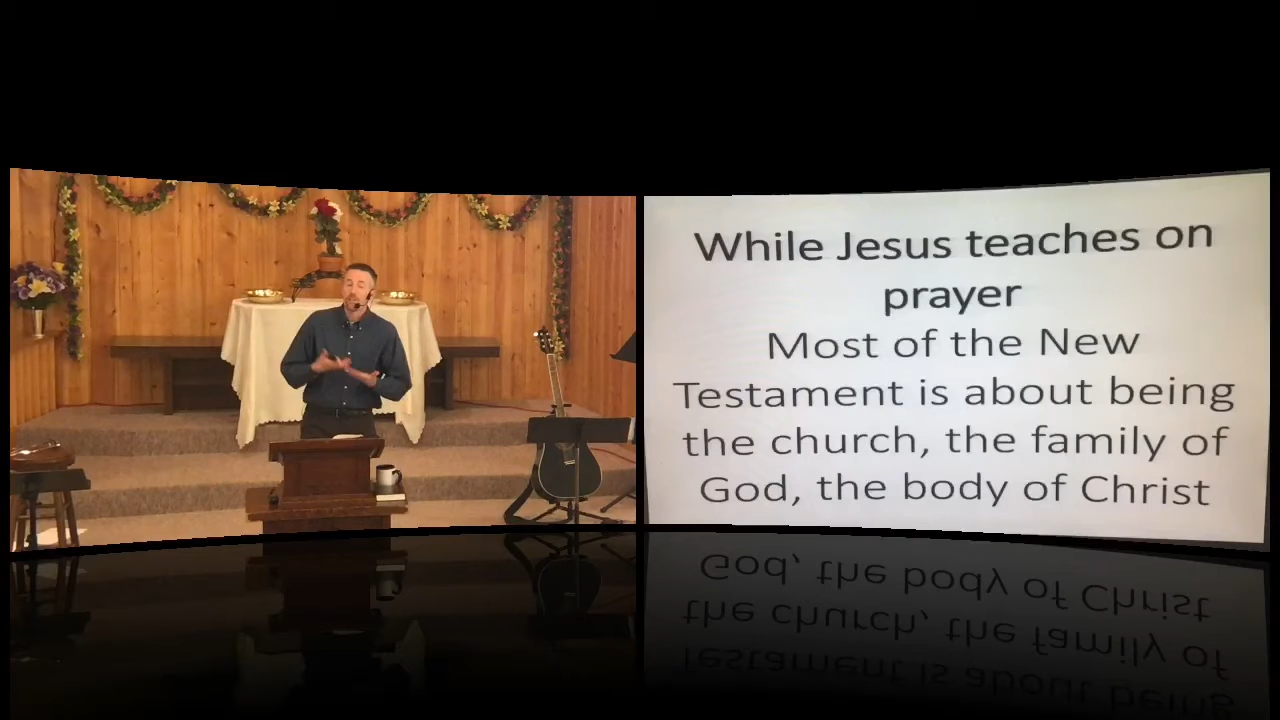 While Jesus teaches on
prayer
Most of the New
Testament is about being
the church, the family of
God, the body of Christ